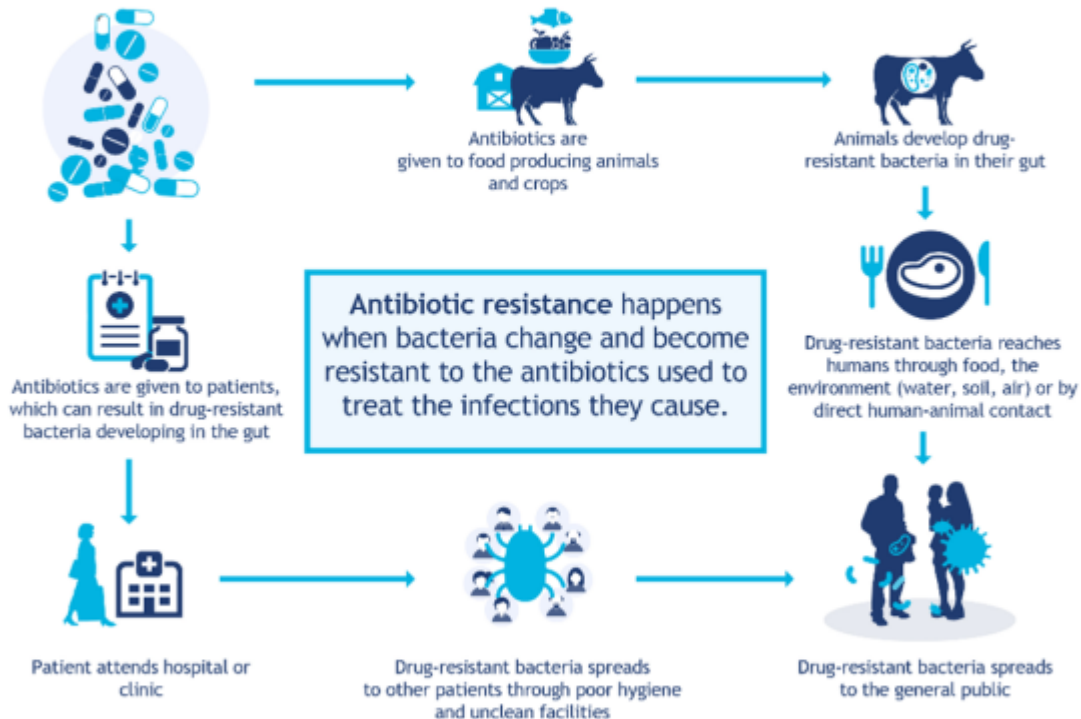 Antibiotics are
given to food producing animals
and crops
Animals develop drug-
resistant bacteria in their gut
Antibiotic resistance happens
when bacteria change and become
resistant to the antibiotics used to
treat the infections they cause.
Antibiotics are given to patients,
which can result in drug-resistant
bacteria developing in the gut
Drug-resistant bacteria reaches
humans through food, the
environment (water, soil, air) or by
direct human-animal contact
Patient attends hospital or
clinic
Drug-resistant bacteria spreads
to other patients through poor hygiene
and unclean facilities
Drug-resistant bacteria spreads
to the general public